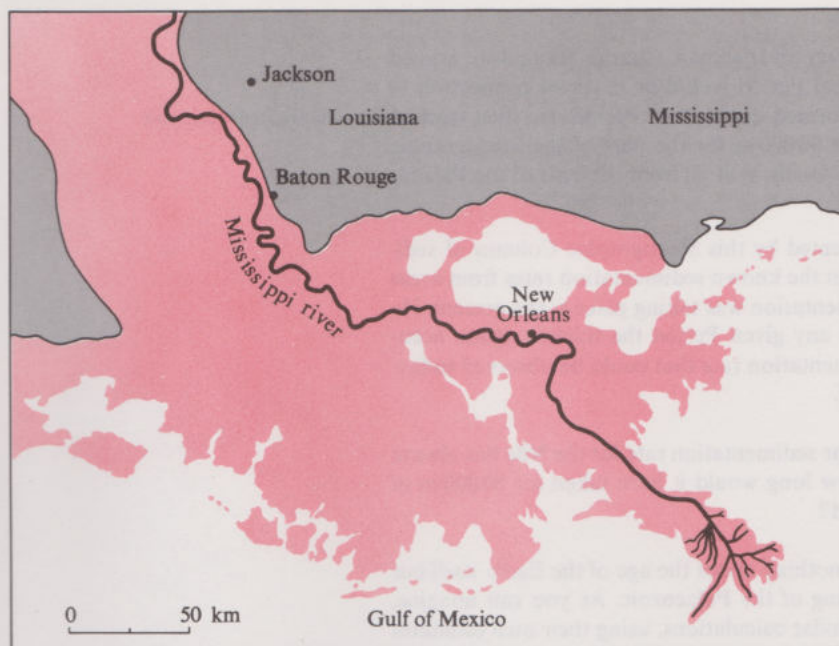 Jackson
Louisiana
Mississippi
Baton Rouge
Mississippi river
New
Orleans
0 50 km
Gulf of Mexico